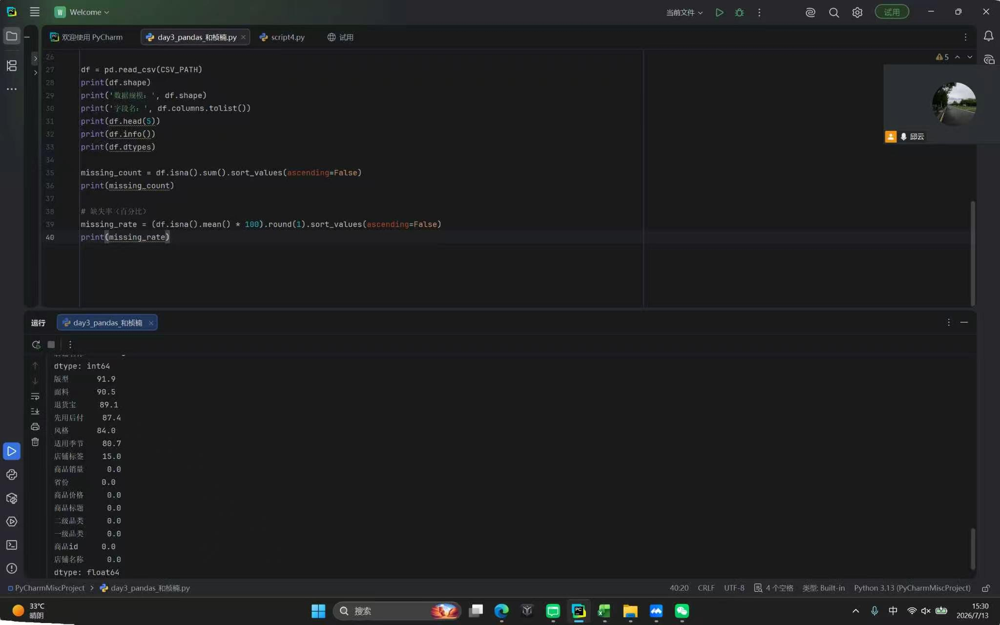 W Welcome
当前文件
试用
欢迎使用 PyCharm
day3_pandas_和桢楠.py
script4.py
试用
5
26
27 df = pd.read_csv(CSV_PATH)
28 print(df.shape)
29 print('数据规模：', df.shape)
30 print('字段名：', df.columns.tolist())
31 print(df.head(5))
32 print(df.info())
33 print(df.dtypes)
34
35 missing_count = df.isna().sum().sort_values(ascending=False)
36 print(missing_count)
37
38 # 缺失率（百分比）
39 missing_rate = (df.isna().mean() * 100).round(1).sort_values(ascending=False)
40 print(missing_rate)
邱云
运行 day3_pandas_和桢楠
dtype: int64
版型 91.9
面料 90.5
退货宝 89.1
先用后付 87.4
风格 84.0
适用季节 80.7
店铺标签 15.0
商品销量 0.0
省份 0.0
商品价格 0.0
商品标题 0.0
二级品类 0.0
一级品类 0.0
商品id 0.0
店铺名称 0.0
dtype: float64
PyCharmMiscProject > day3_pandas_和桢楠.py
40:20 CRLF UTF-8 4 个空格 类型: Built-in Python 3.13 (PyCharmMiscProject)
33°C
晴朗
搜索
中
15:30
2026/7/13